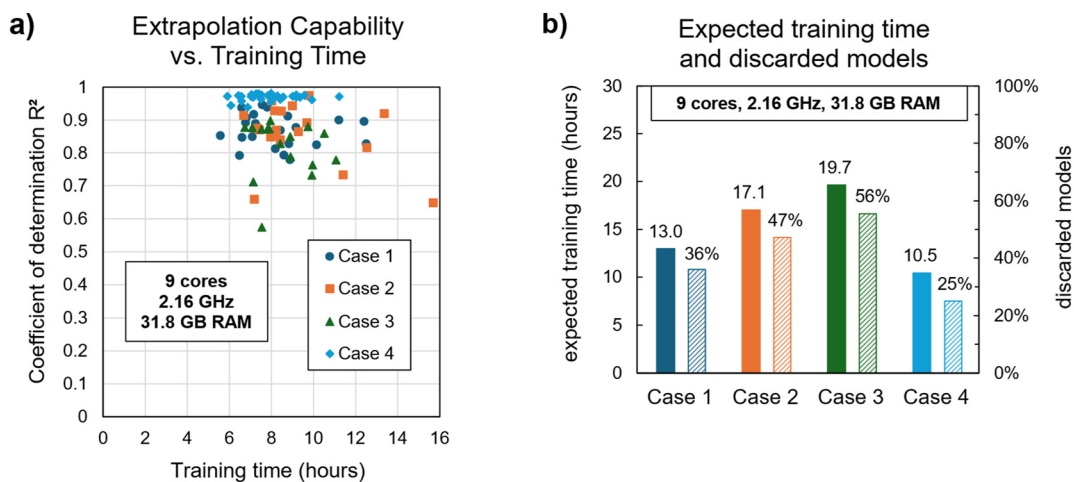 a)
Extrapolation Capability
vs. Training Time
Coefficient of determination R²
1
0.9
0.8
0.7
0.6
0.5
0.4
0.3
0.2
0.1
0
0 2 4 6 8 10 12 14 16
Training time (hours)
9 cores
2.16 GHz
31.8 GB RAM
Case 1
Case 2
Case 3
Case 4
b)
Expected training time
and discarded models
9 cores, 2.16 GHz, 31.8 GB RAM
expected training time (hours)
30
25
20
15
10
5
0
13.0
36%
17.1
47%
19.7
56%
10.5
25%
Case 1 Case 2 Case 3 Case 4
100%
80%
60%
40%
20%
0%
discarded models